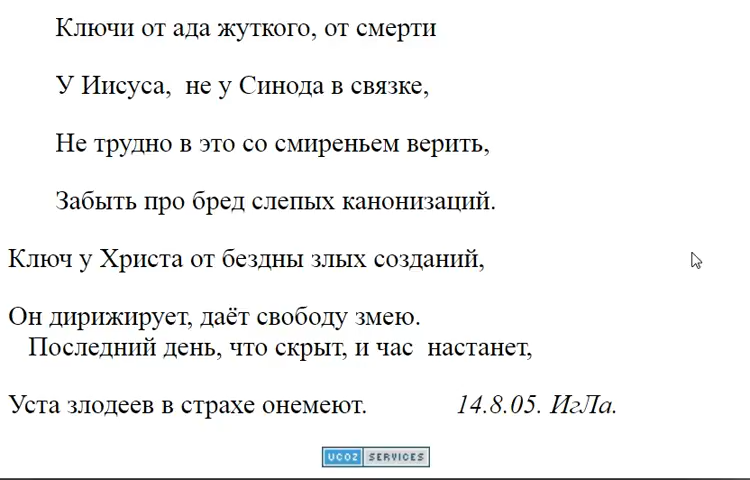 Ключи от ада жуткого, от смерти
У Иисуса, не у Синода в связке,
Не трудно в это со смиреньем верить,
Забыть про бред слепых канонизаций.
Ключ у Христа от бездны злых созданий,
Он дирижирует, даёт свободу змею.
Последний день, что скрыт, и час настанет,
Уста злодеев в страхе онемеют. 14.8.05. ИгЛа.
UCOZ SERVICES